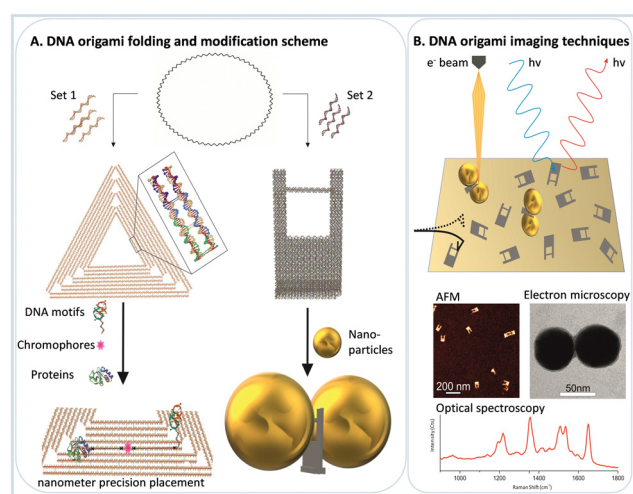 A. DNA origami folding and modification scheme
Set 1
Set 2
DNA motifs
Chromophores
Proteins
Nano-
particles
nanometer precision placement
B. DNA origami imaging techniques
e- beam
hν
hν
AFM
Electron microscopy
200 nm
50nm
Optical spectroscopy
Intensity (Cts)
1000
1200
1400
1600
1800
Raman Shift (cm⁻¹)